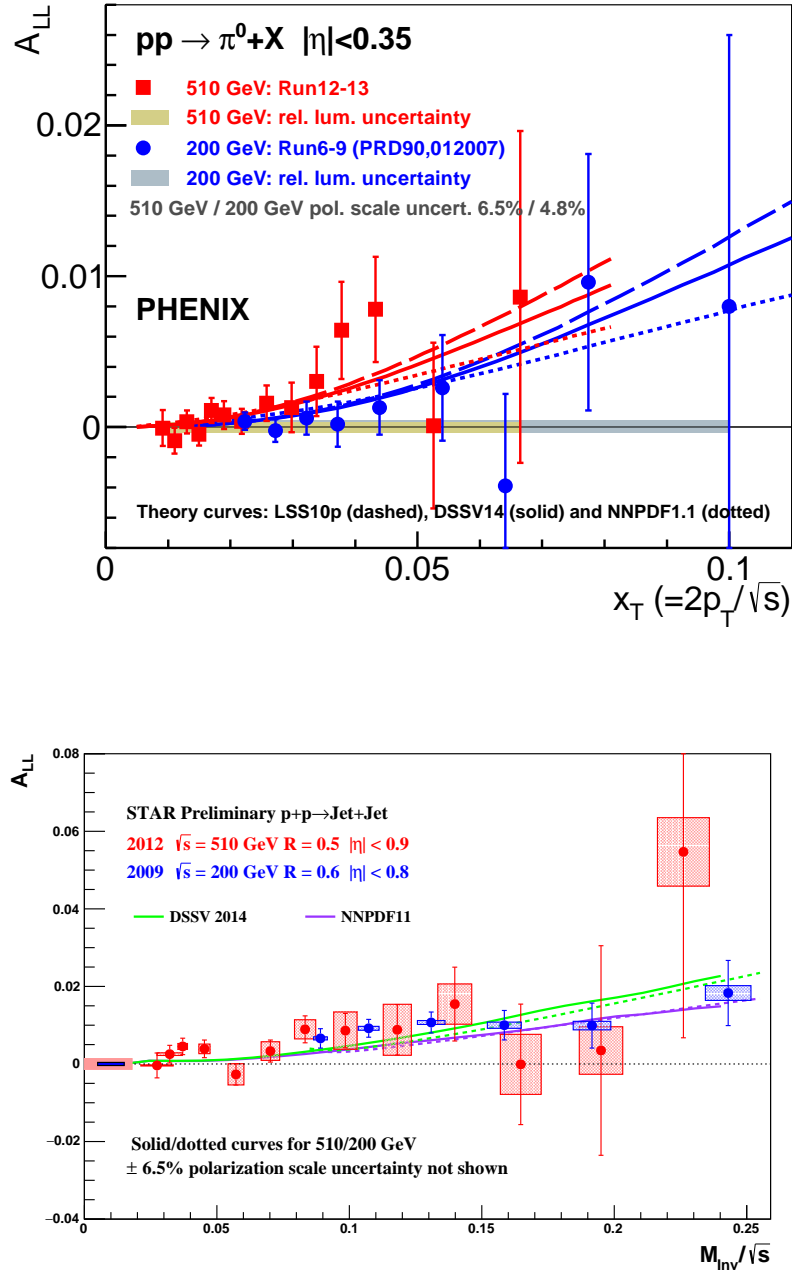 A_LL
pp → π⁰+X |η|<0.35
510 GeV: Run12-13
510 GeV: rel. lum. uncertainty
200 GeV: Run6-9 (PRD90,012007)
200 GeV: rel. lum. uncertainty
510 GeV / 200 GeV pol. scale uncert. 6.5% / 4.8%
0.02
0.01
PHENIX
0
Theory curves: LSS10p (dashed), DSSV14 (solid) and NNPDF1.1 (dotted)
0 0.05 0.1
x_T (=2p_T/√s)
A_LL
0.08
STAR Preliminary p+p→Jet+Jet
0.06
2012 √s = 510 GeV R = 0.5 |η| < 0.9
2009 √s = 200 GeV R = 0.6 |η| < 0.8
0.04
DSSV 2014 NNPDF11
0.02
0
−0.02
Solid/dotted curves for 510/200 GeV
± 6.5% polarization scale uncertainty not shown
−0.04
0 0.05 0.1 0.15 0.2 0.25
M_Inv/√s